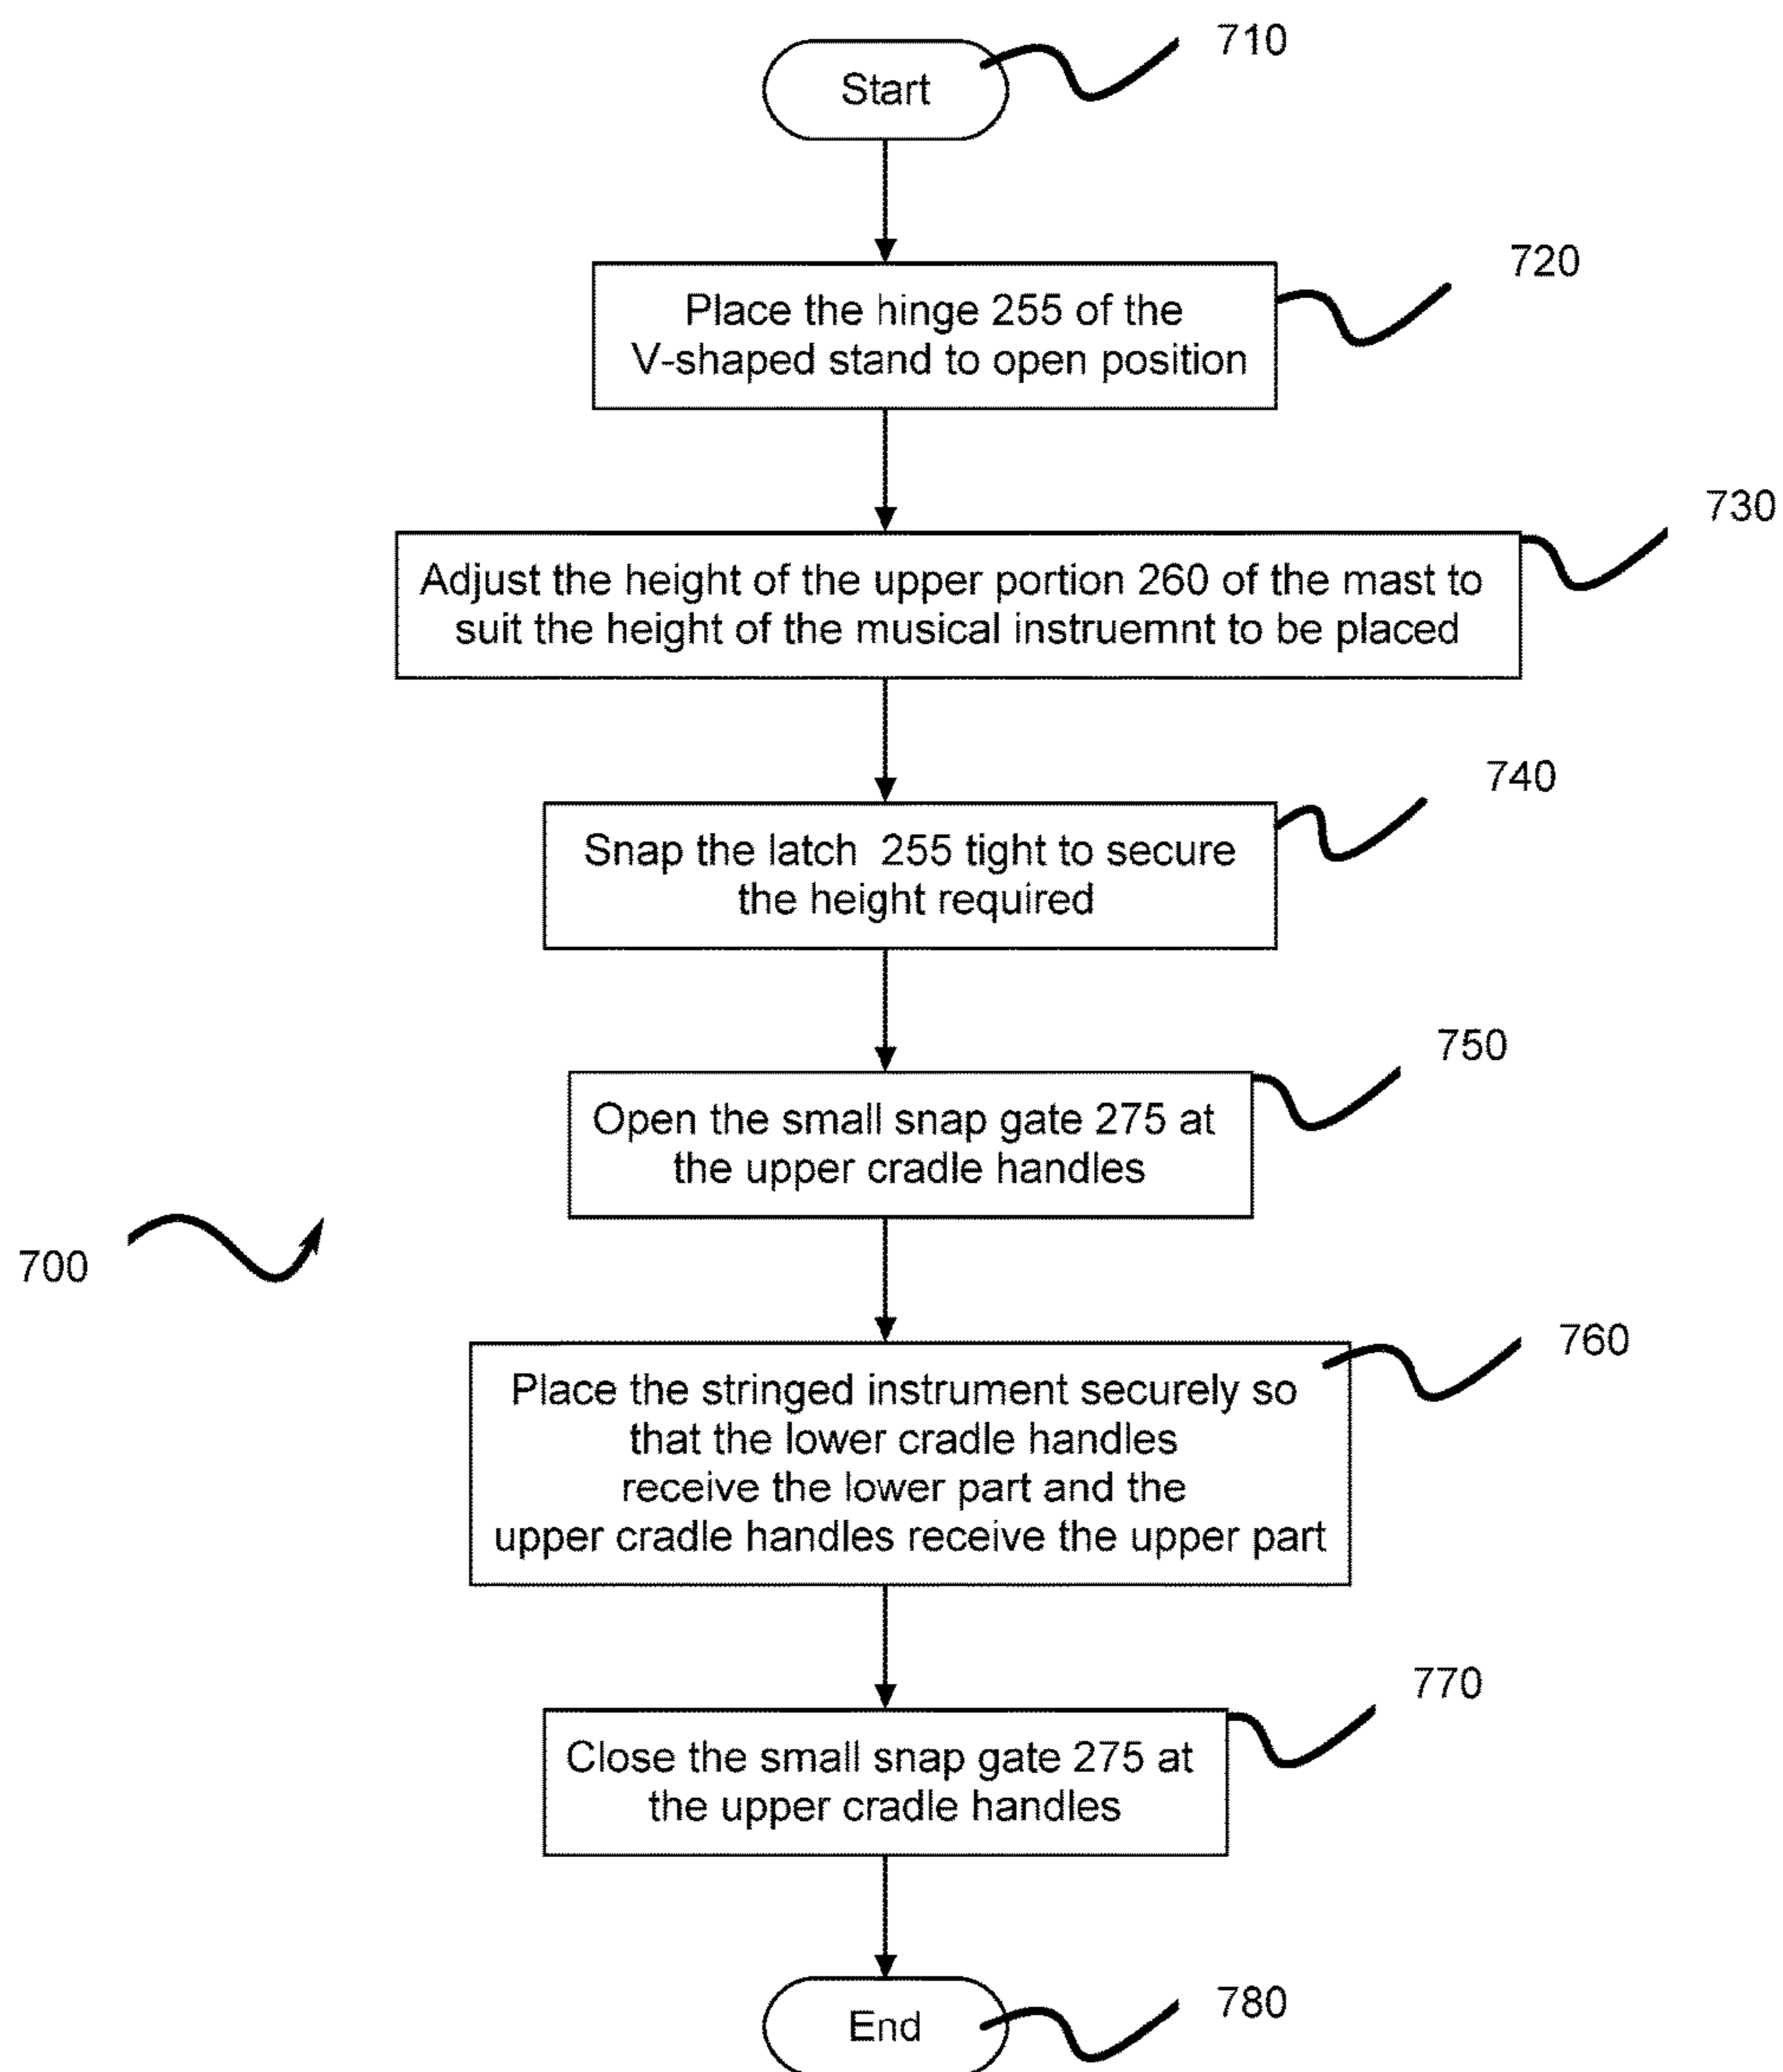 710
Start
720
Place the hinge 255 of the
V-shaped stand to open position
730
Adjust the height of the upper portion 260 of the mast to
suit the height of the musical instruemnt to be placed
740
Snap the latch 255 tight to secure
the height required
750
Open the small snap gate 275 at
the upper cradle handles
700
760
Place the stringed instrument securely so
that the lower cradle handles
receive the lower part and the
upper cradle handles receive the upper part
770
Close the small snap gate 275 at
the upper cradle handles
780
End